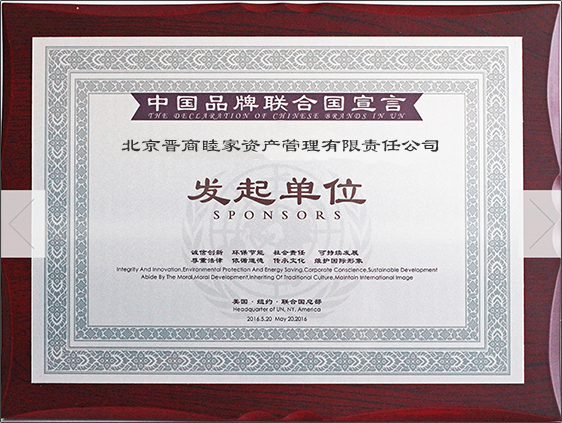 中国品牌联合国宣言
THE DECLARATION OF CHINESE BRANDS IN UN
北京晋商睦家资产管理有限责任公司
发起单位
SPONSORS
诚信创新 环保节能 社会责任 可持续发展
尊重法律 依循道德 传承文化 维护国际形象
Integrity And Innovation,Environmental Protection And Energy Saving,Corporate Conscience,Sustainable Development
Abide By The Moral,Moral Development,Inheriting Of Traditional Culture,Maintain International Image
美国·纽约·联合国总部
Headquarter of UN, NY, America
2016.5.20 May 20,2016